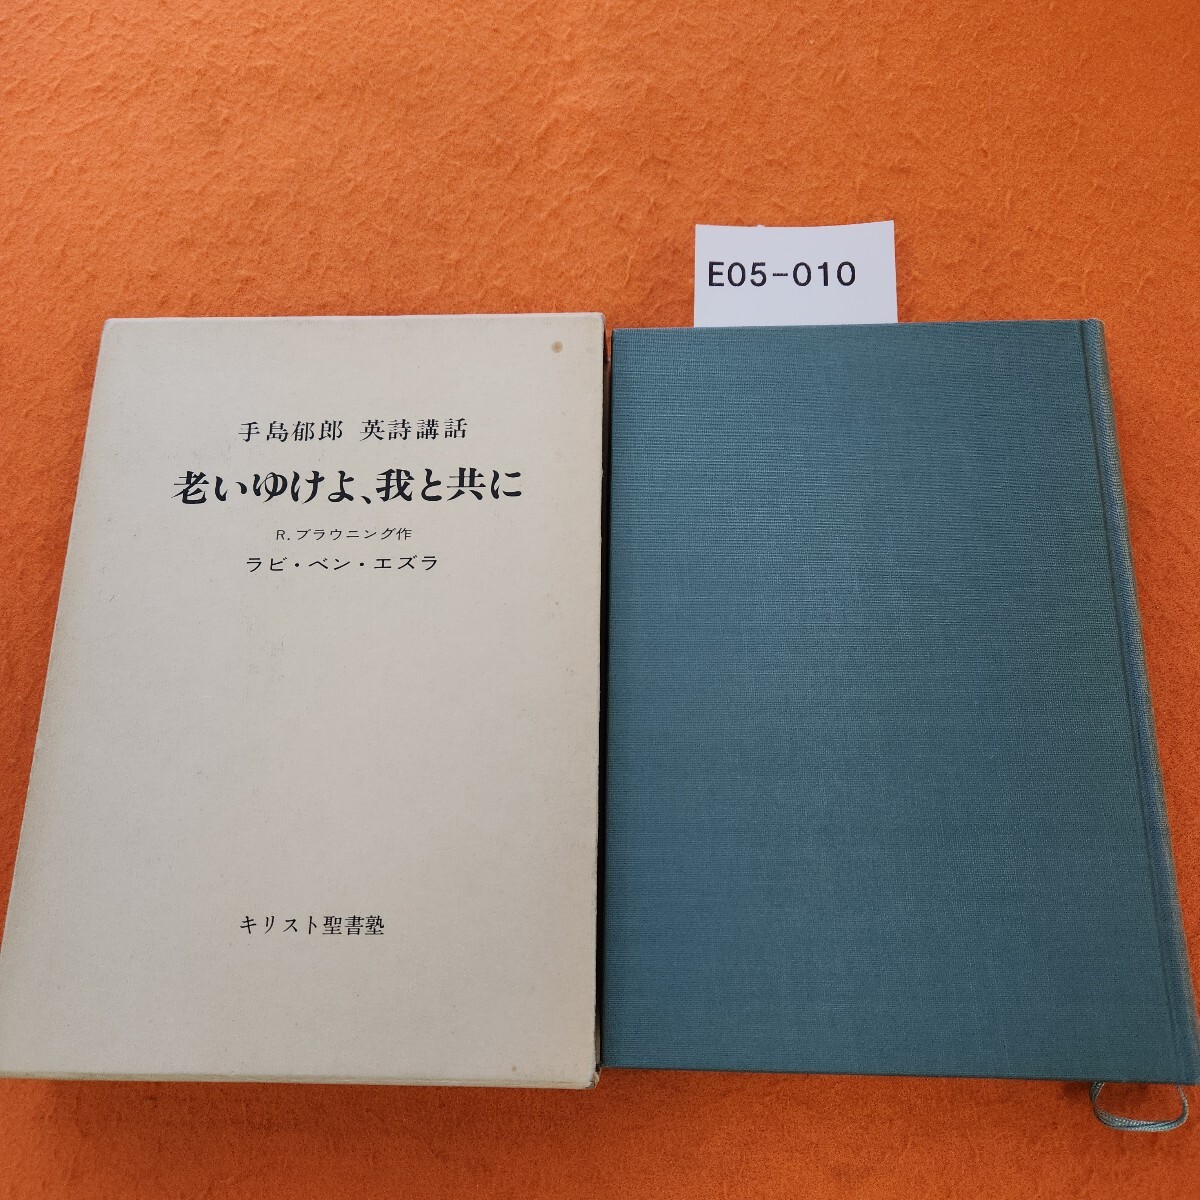 E05-010
手島郁郎 英詩講話
老いゆけよ、我と共に
R.ブラウニング作
ラビ・ベン・エズラ
キリスト聖書塾